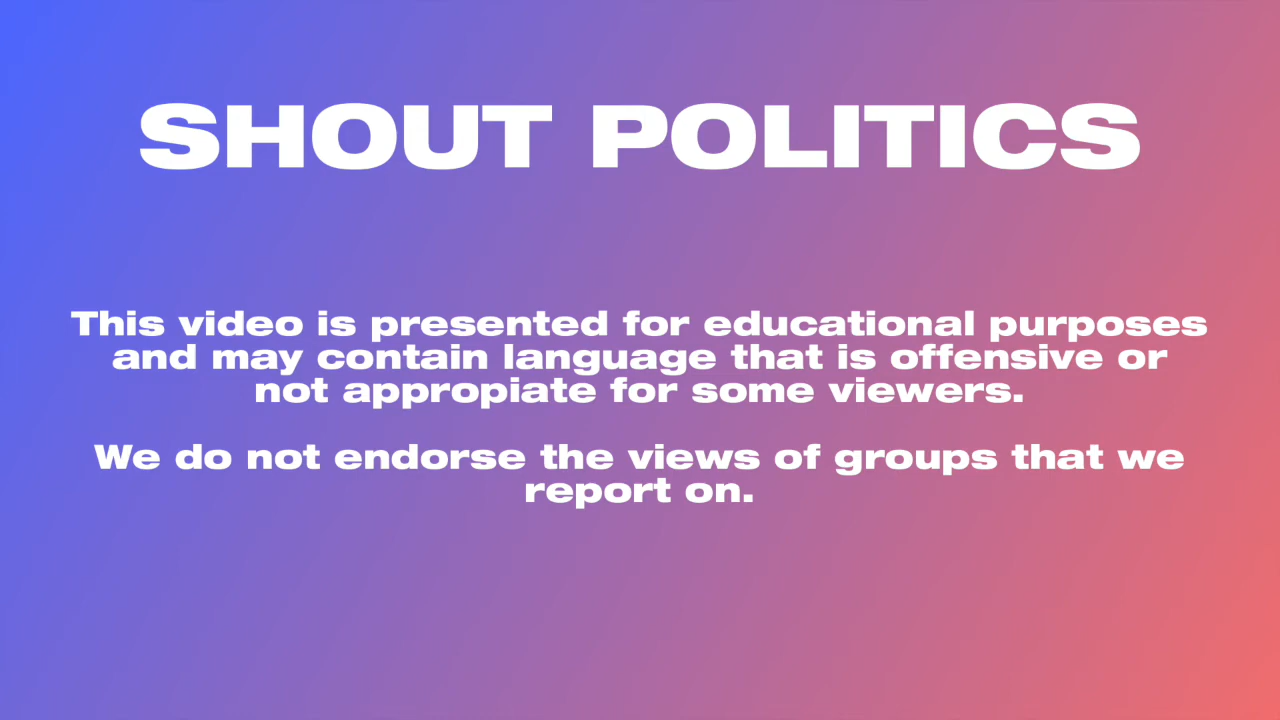 SHOUT POLITICS
This video is presented for educational purposes
and may contain language that is offensive or
not appropiate for some viewers.
We do not endorse the views of groups that we
report on.